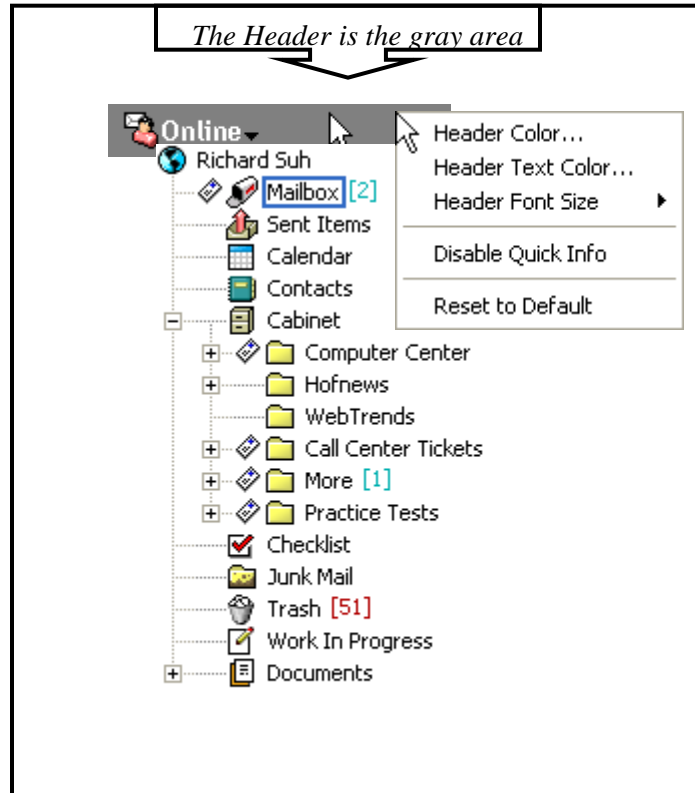 The Header is the gray area
Online
Header Color...
Header Text Color...
Header Font Size
Disable Quick Info
Reset to Default
Richard Suh
Mailbox [2]
Sent Items
Calendar
Contacts
Cabinet
Computer Center
Hofnews
WebTrends
Call Center Tickets
More [1]
Practice Tests
Checklist
Junk Mail
Trash [51]
Work In Progress
Documents